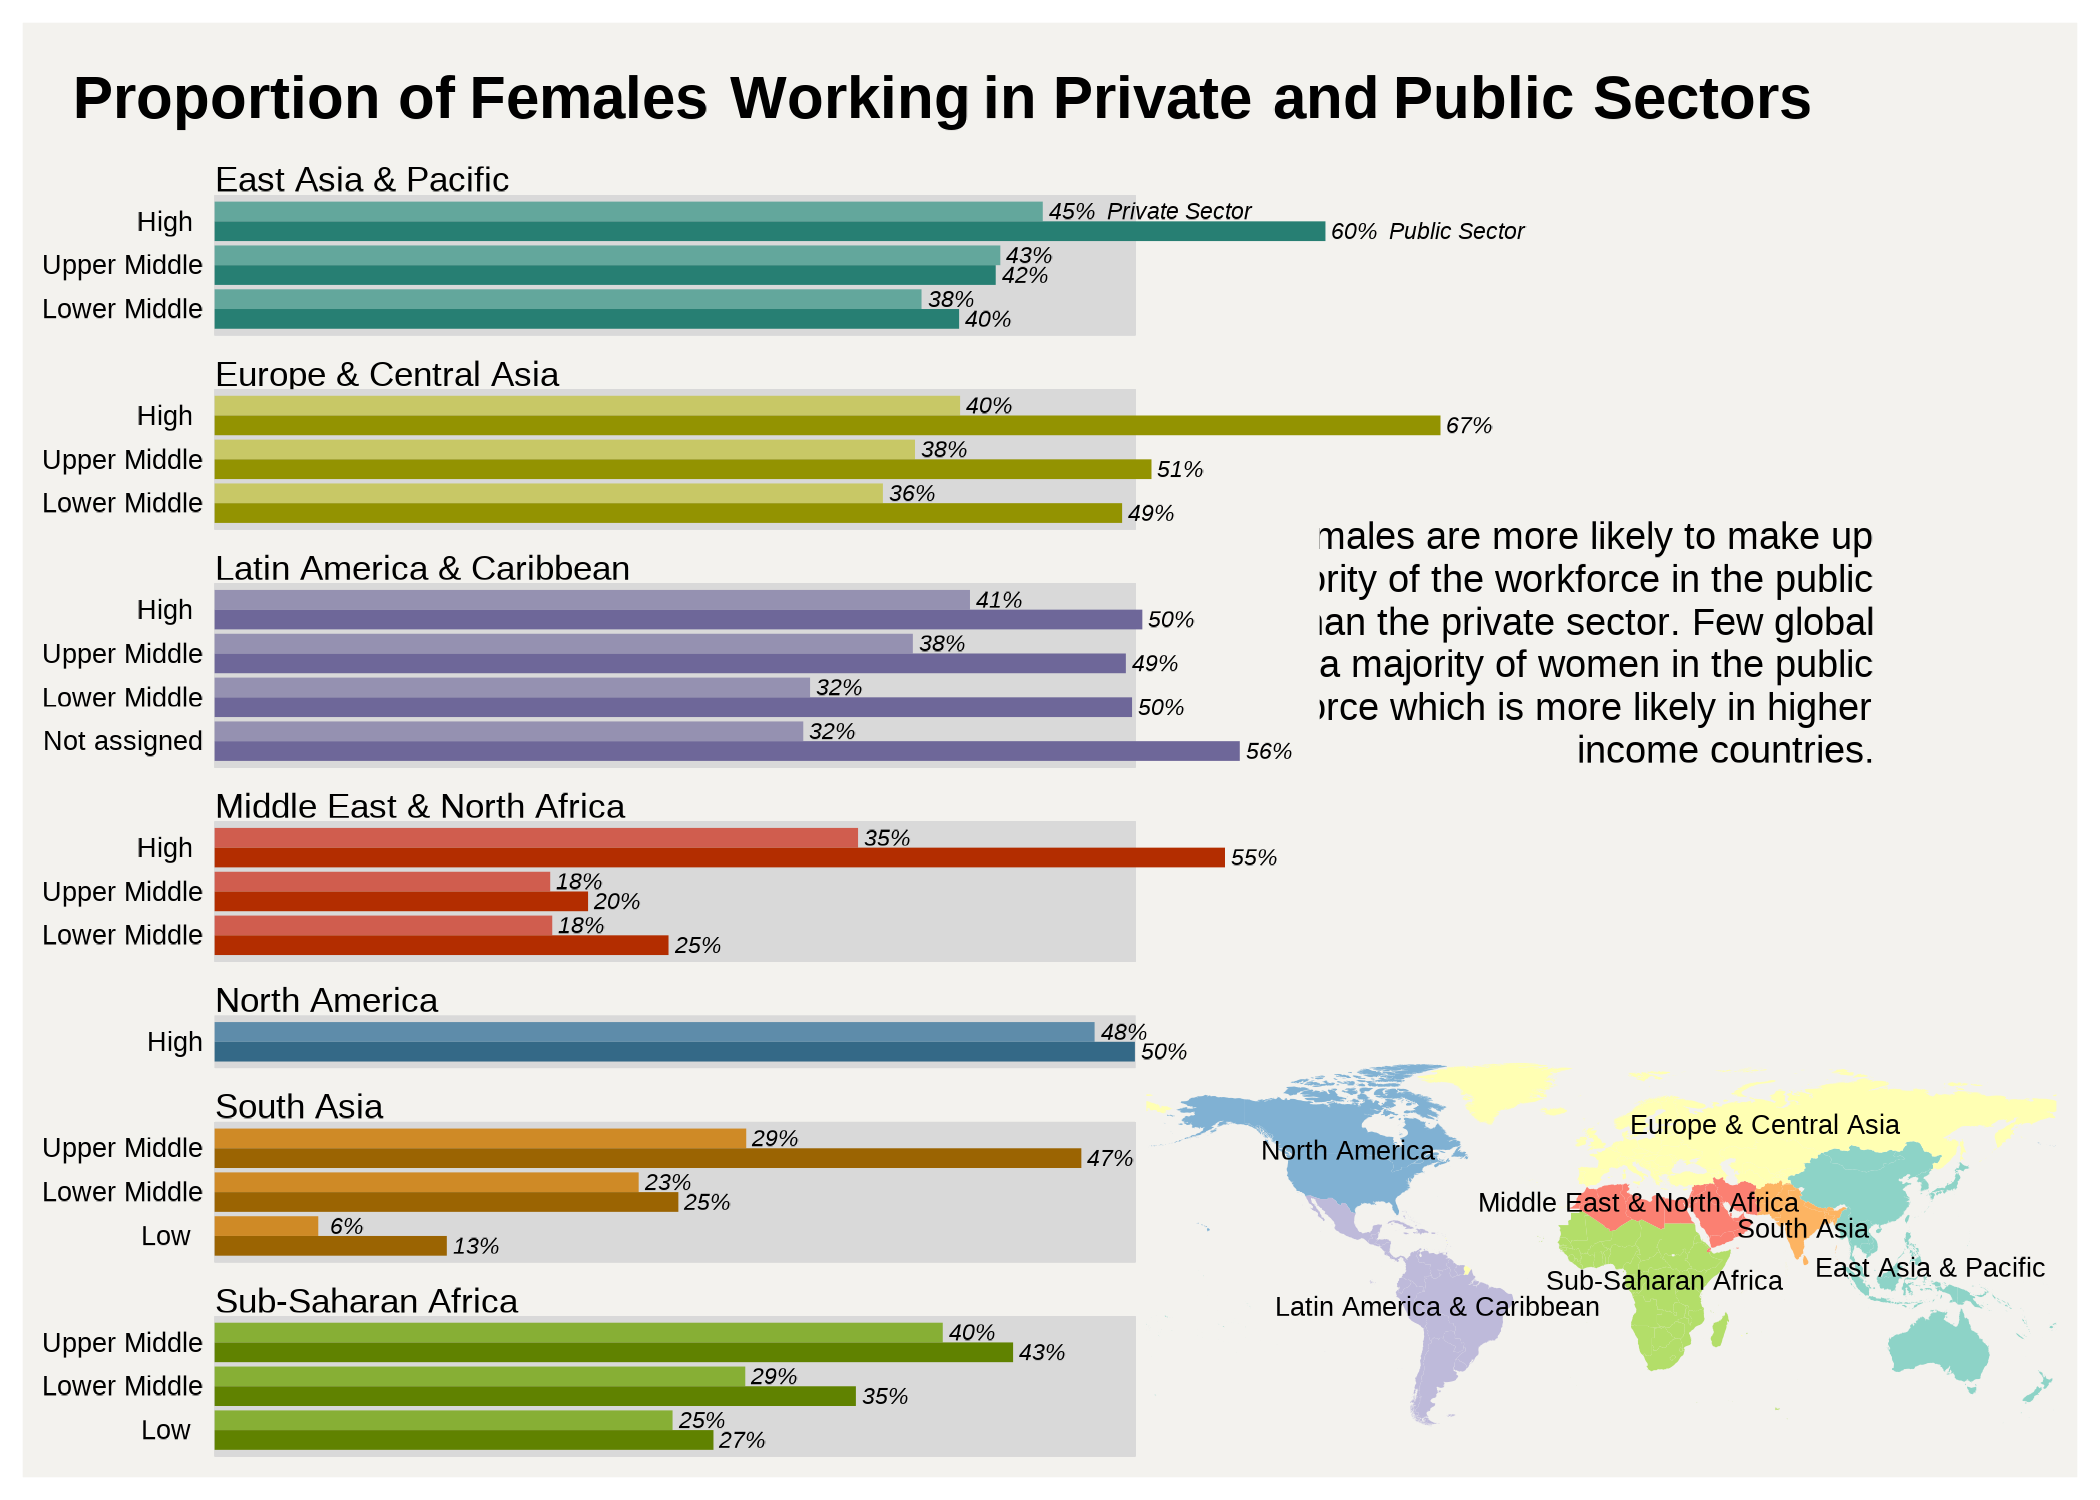 Proportion of Females Working in Private and Public Sectors
East Asia & Pacific
High
45% Private Sector
60% Public Sector
Upper Middle
43%
42%
Lower Middle
38%
40%
Europe & Central Asia
High
40%
67%
Upper Middle
38%
51%
Lower Middle
36%
49%
Latin America & Caribbean
High
41%
50%
Upper Middle
38%
49%
Lower Middle
32%
50%
Not assigned
32%
56%
males are more likely to make up
of the workforce in the public
the private sector. Few global
a majority of women in the public
which is more likely in higher
income countries.
Middle East & North Africa
High
35%
55%
Upper Middle
18%
20%
Lower Middle
18%
25%
North America
High
48%
50%
South Asia
Upper Middle
29%
47%
Lower Middle
23%
25%
Low
6%
13%
Sub-Saharan Africa
Upper Middle
40%
43%
Lower Middle
29%
35%
Low
25%
27%
Europe & Central Asia
North America
Middle East & North Africa
South Asia
East Asia & Pacific
Sub-Saharan Africa
Latin America & Caribbean